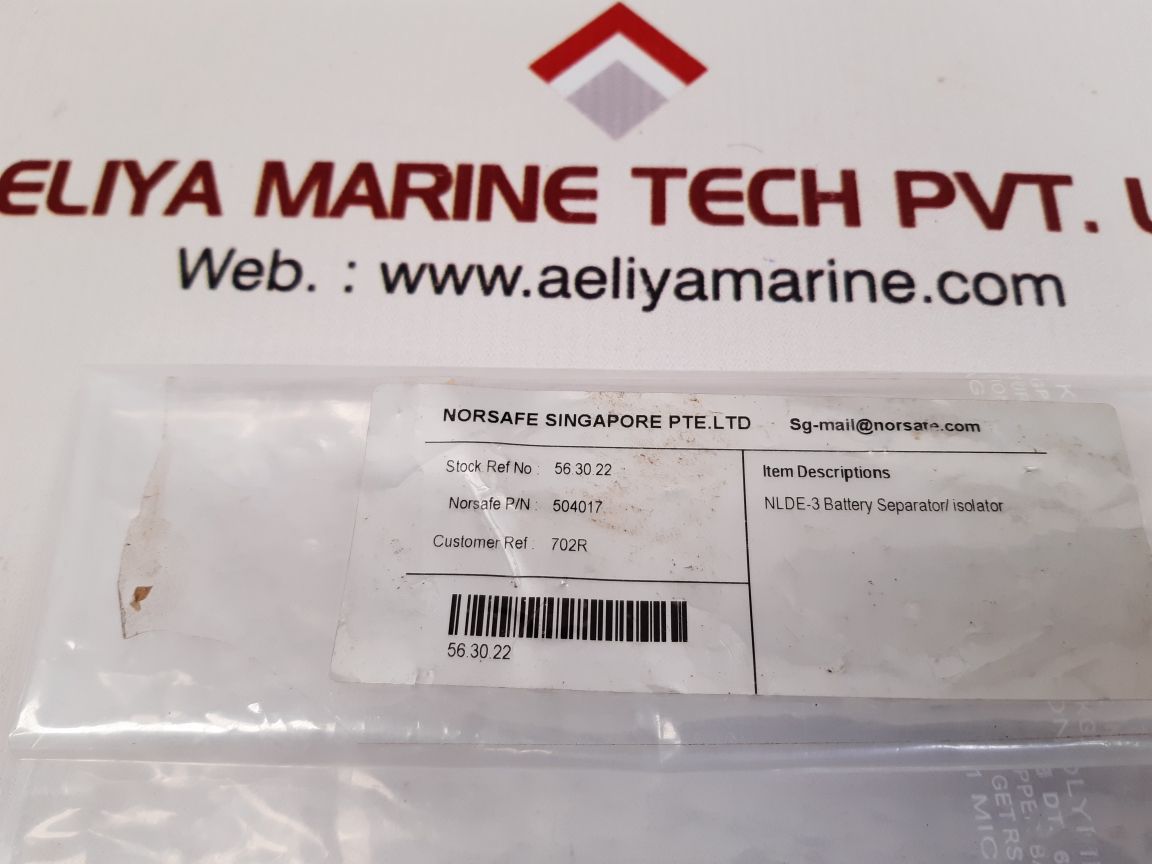 ELIYA MARINE TECH PVT.
Web. : www.aeliyamarine.com
NORSAFE SINGAPORE PTE.LTD Sg-mail@norsafe.com
Stock Ref No : 56.30.22
Item Descriptions
Norsafe P/N : 504017
NLDE-3 Battery Separator/ isolator
Customer Ref : 702R
56.30.22